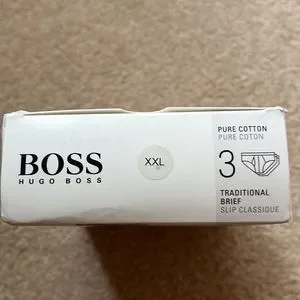 BOSS
HUGO BOSS
XXL
PURE COTTON
PURE COTON
3
TRADITIONAL
BRIEF
SLIP CLASSIQUE